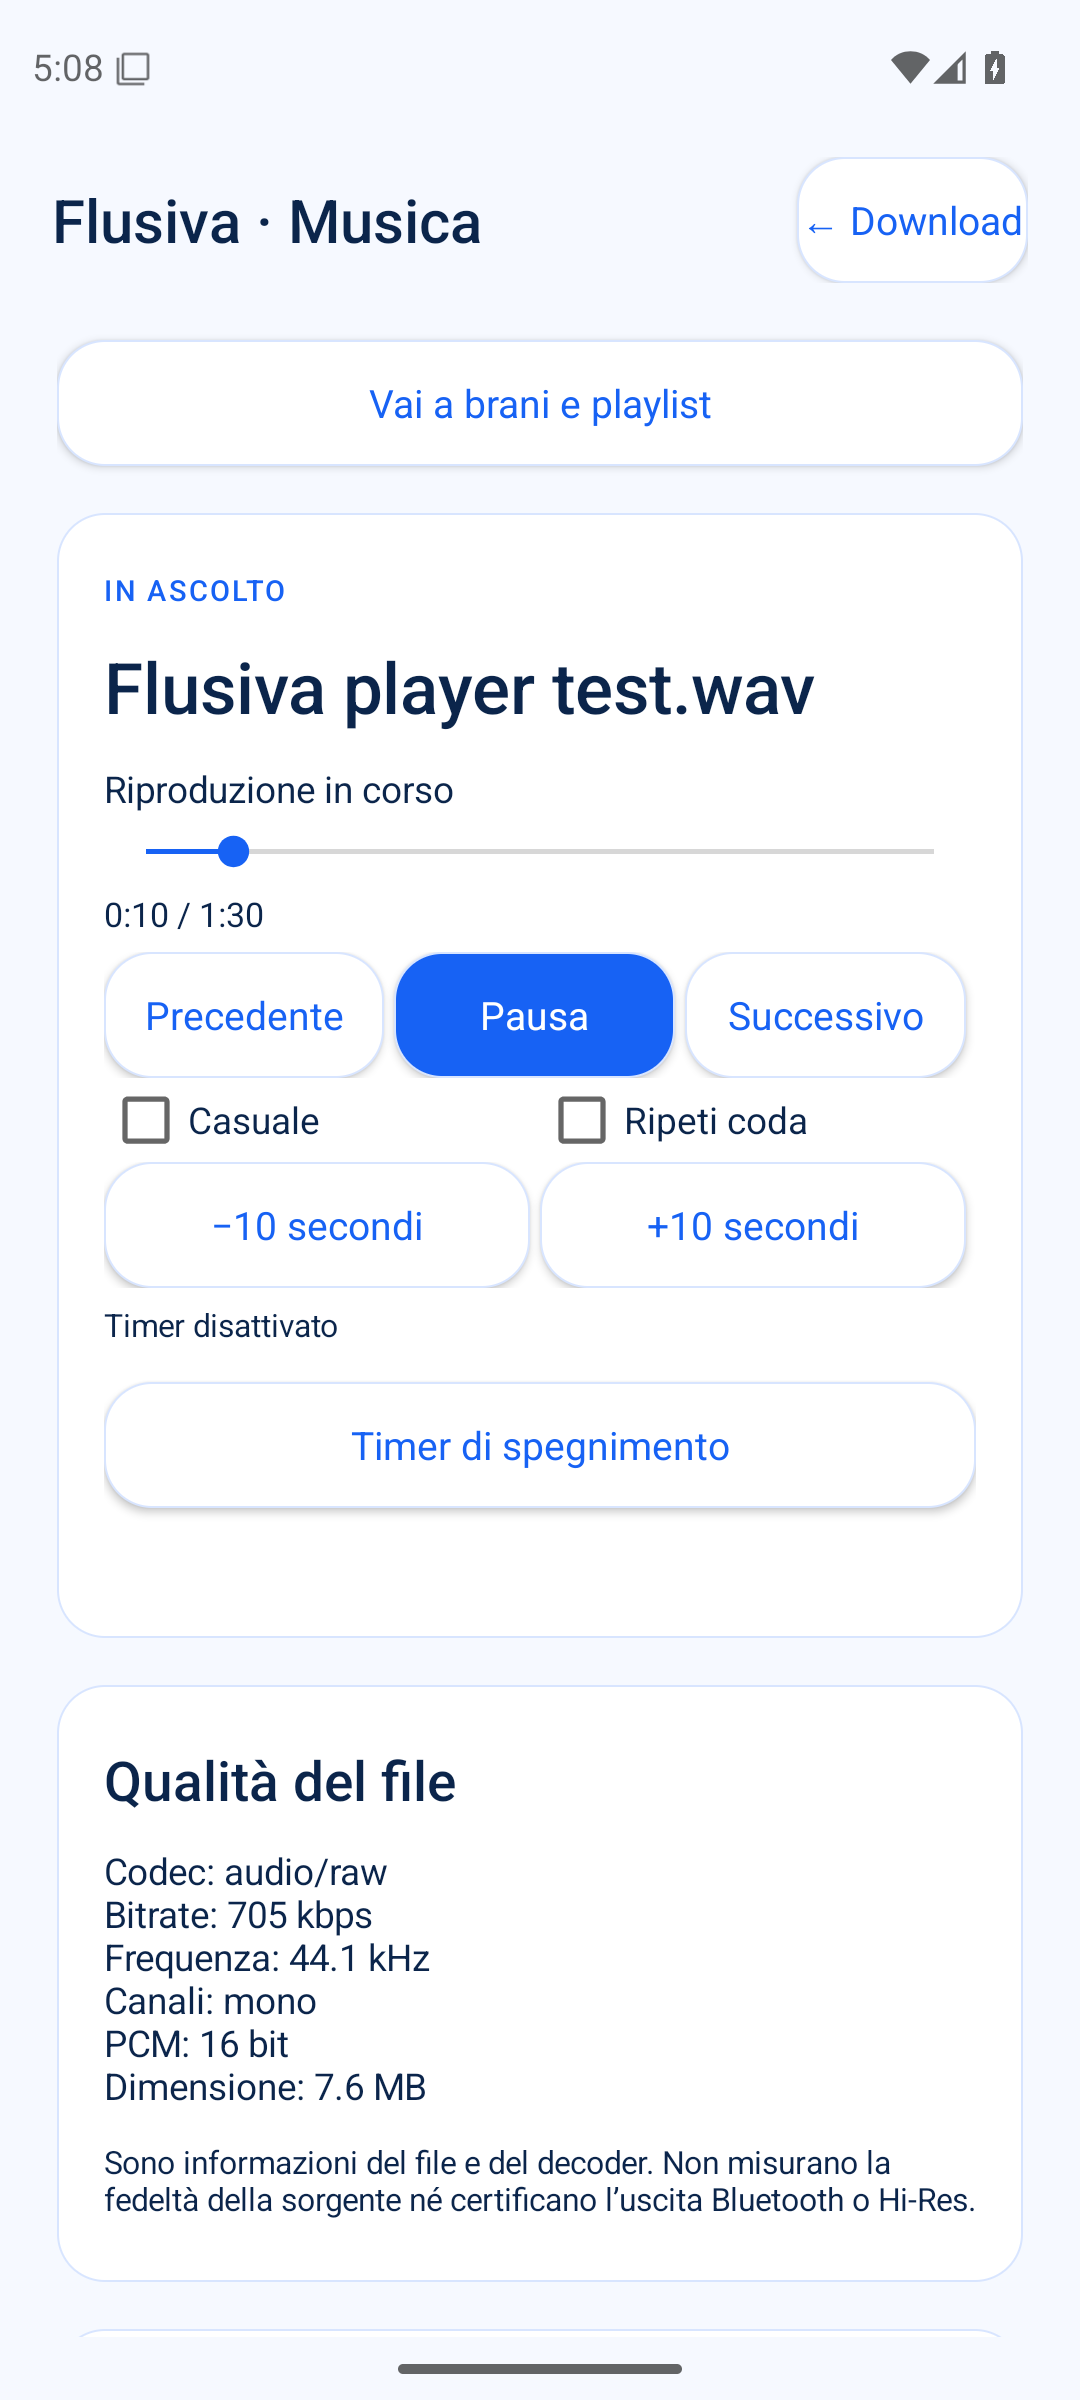 5:08
Flusiva · Musica
← Download
Vai a brani e playlist
IN ASCOLTO
Flusiva player test.wav
Riproduzione in corso
0:10 / 1:30
Precedente
Pausa
Successivo
Casuale
Ripeti coda
−10 secondi
+10 secondi
Timer disattivato
Timer di spegnimento
Qualità del file
Codec: audio/raw
Bitrate: 705 kbps
Frequenza: 44.1 kHz
Canali: mono
PCM: 16 bit
Dimensione: 7.6 MB
Sono informazioni del file e del decoder. Non misurano la
fedeltà della sorgente né certificano l’uscita Bluetooth o Hi-Res.